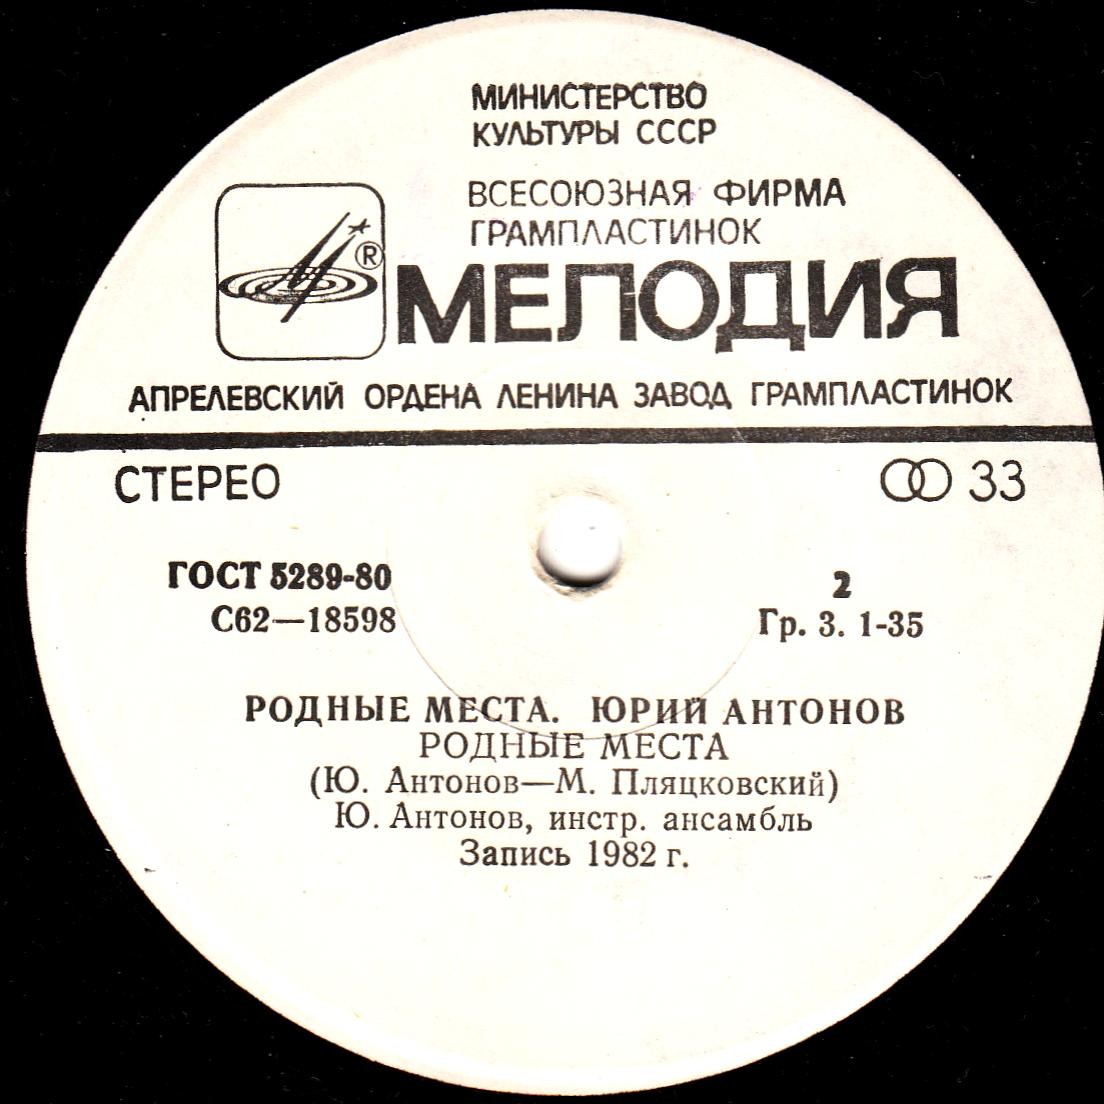 МИНИСТЕРСТВО
КУЛЬТУРЫ СССР
ВСЕСОЮЗНАЯ ФИРМА
ГРАМПЛАСТИНОК
®
МЕЛОДИЯ
АПРЕЛЕВСКИЙ ОРДЕНА ЛЕНИНА ЗАВОД ГРАМПЛАСТИНОК
СТЕРЕО
33
ГОСТ 5289-80
2
С62—18598
Гр. 3. 1-35
РОДНЫЕ МЕСТА. ЮРИЙ АНТОНОВ
РОДНЫЕ МЕСТА
(Ю. Антонов—М. Пляцковский)
Ю. Антонов, инстр. ансамбль
Запись 1982 г.